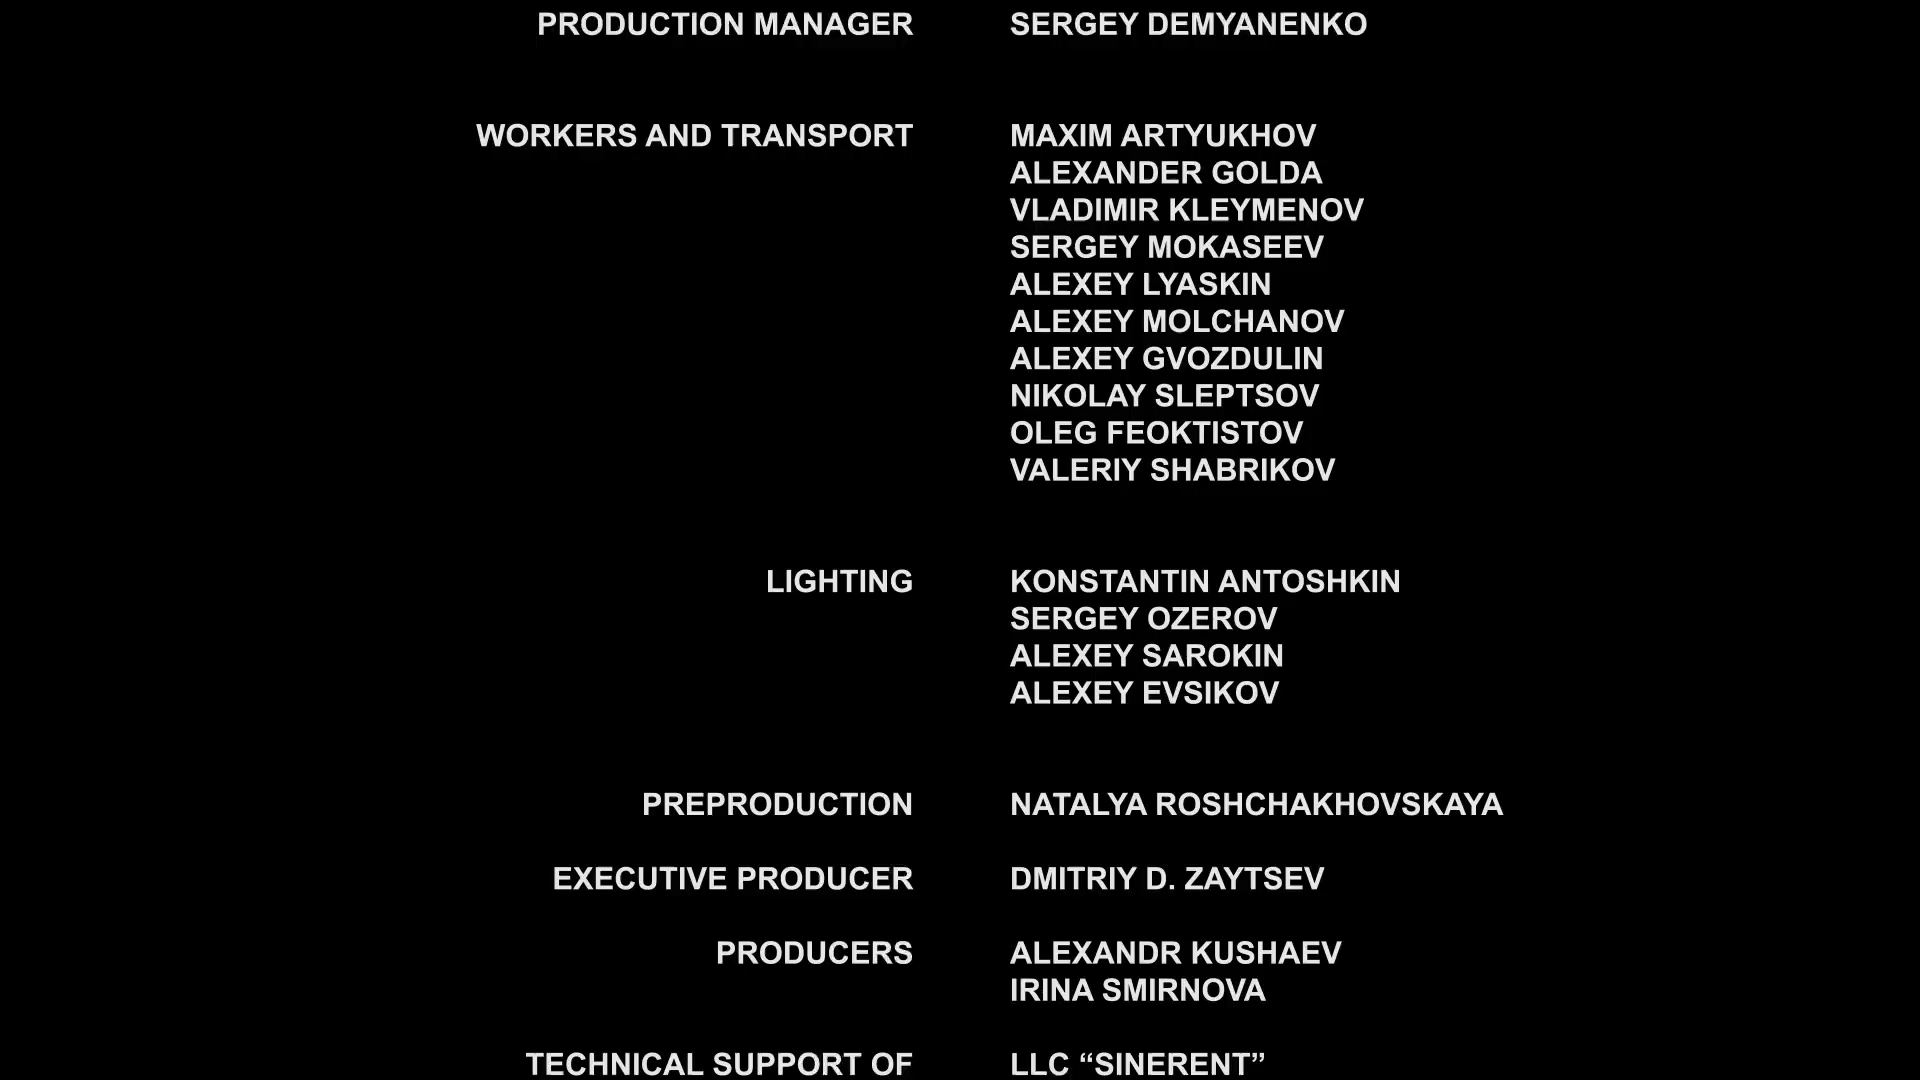 PRODUCTION MANAGER SERGEY DEMYANENKO
WORKERS AND TRANSPORT MAXIM ARTYUKHOV
ALEXANDER GOLDA
VLADIMIR KLEYMENOV
SERGEY MOKASEEV
ALEXEY LYASKIN
ALEXEY MOLCHANOV
ALEXEY GVOZDULIN
NIKOLAY SLEPTSOV
OLEG FEOKTISTOV
VALERIY SHABRIKOV
LIGHTING KONSTANTIN ANTOSHKIN
SERGEY OZEROV
ALEXEY SAROKIN
ALEXEY EVSIKOV
PREPRODUCTION NATALYA ROSHCHAKHOVSKAYA
EXECUTIVE PRODUCER DMITRIY D. ZAYTSEV
PRODUCERS ALEXANDR KUSHAEV
IRINA SMIRNOVA
TECHNICAL SUPPORT OF LLC “SINERENT”